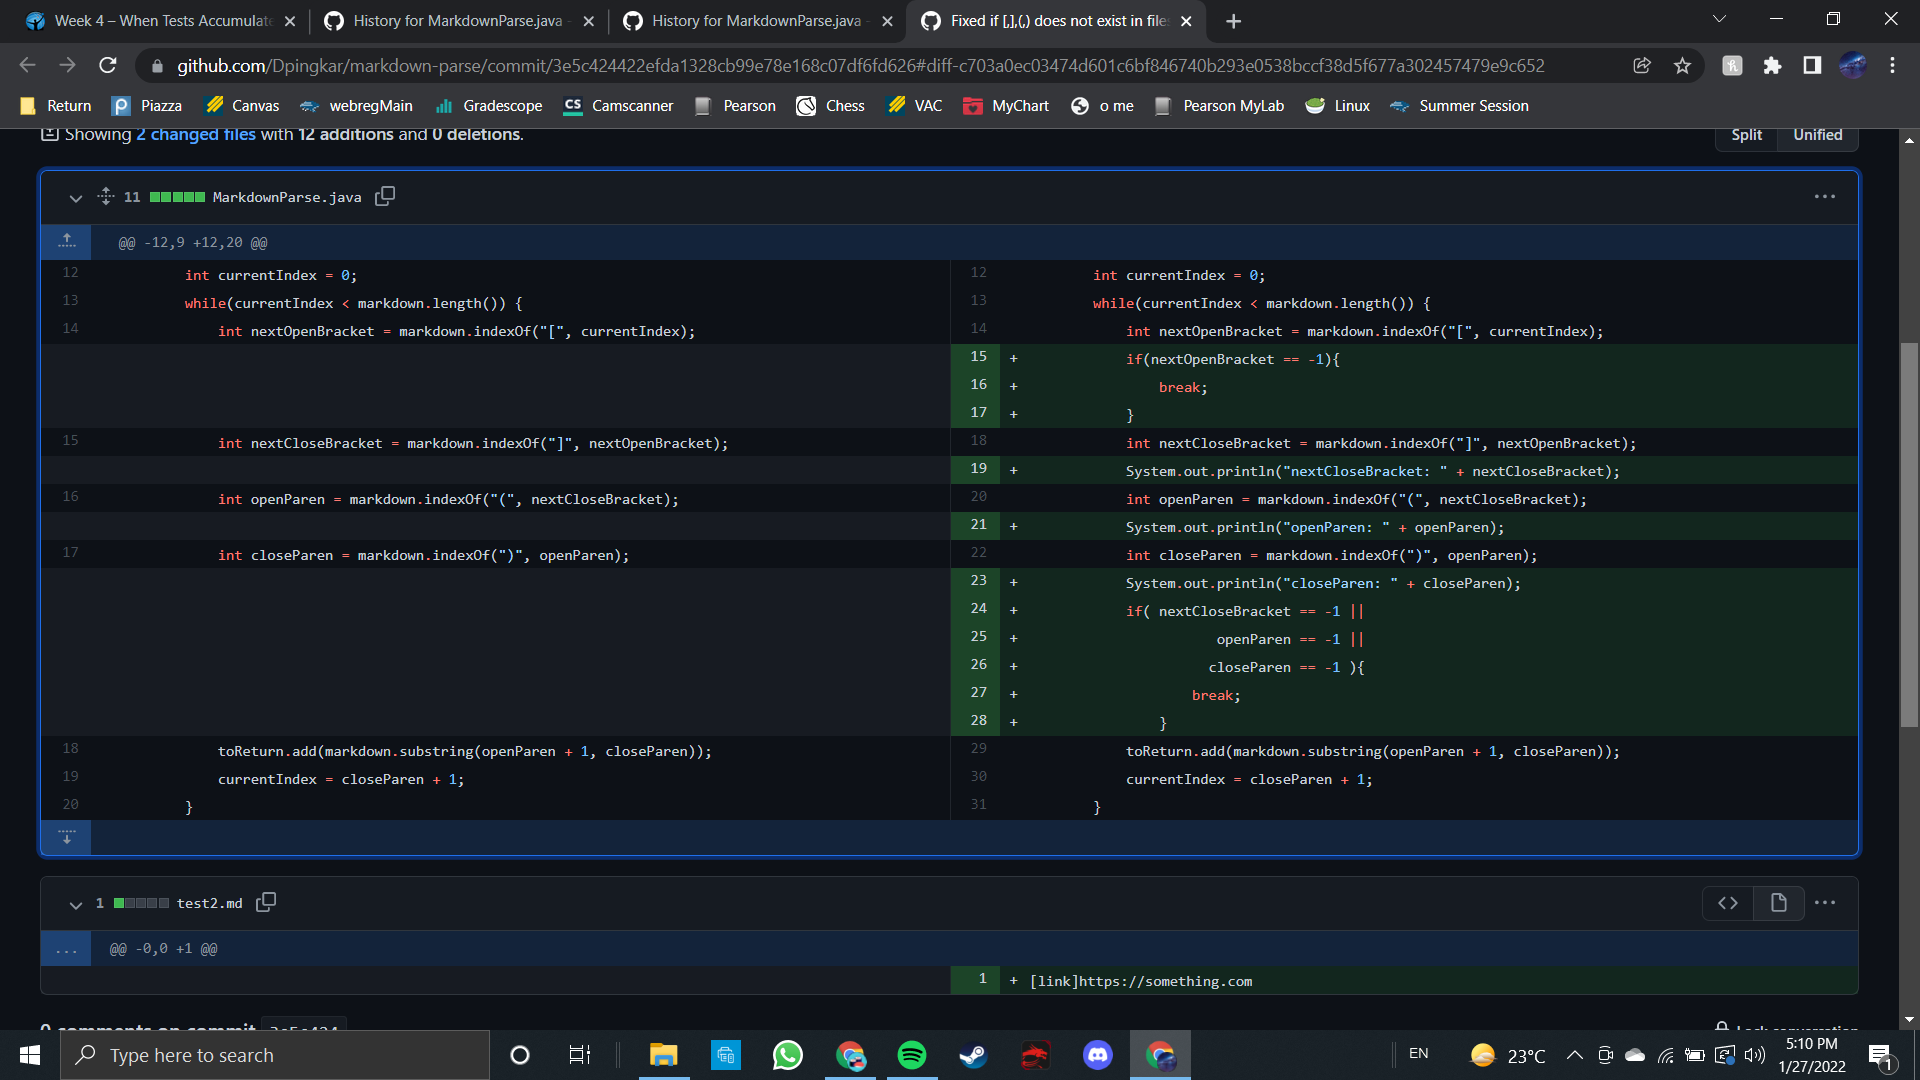 Week 4 – When Tests Accumulate
History for MarkdownParse.java -
History for MarkdownParse.java -
Fixed if [,],(,) does not exist in files
github.com/Dpingkar/markdown-parse/commit/3e5c424422efda1328cb99e78e168c07df6fd626#diff-c703a0ec03474d601c6bf846740b293e0538bccf38d5f677a302457479e9c652
Return Piazza Canvas webregMain Gradescope CS Camscanner Pearson Chess VAC MyChart o me Pearson MyLab Linux Summer Session
Showing 2 changed files with 12 additions and 0 deletions.
Split Unified
11 MarkdownParse.java
@@ -12,9 +12,20 @@
12 int currentIndex = 0; 12 int currentIndex = 0;
13 while(currentIndex < markdown.length()) { 13 while(currentIndex < markdown.length()) {
14 int nextOpenBracket = markdown.indexOf("[", currentIndex); 14 int nextOpenBracket = markdown.indexOf("[", currentIndex);
15 + if(nextOpenBracket == -1){
16 + break;
17 + }
15 int nextCloseBracket = markdown.indexOf("]", nextOpenBracket); 18 int nextCloseBracket = markdown.indexOf("]", nextOpenBracket);
19 + System.out.println("nextCloseBracket: " + nextCloseBracket);
16 int openParen = markdown.indexOf("(", nextCloseBracket); 20 int openParen = markdown.indexOf("(", nextCloseBracket);
21 + System.out.println("openParen: " + openParen);
17 int closeParen = markdown.indexOf(")", openParen); 22 int closeParen = markdown.indexOf(")", openParen);
23 + System.out.println("closeParen: " + closeParen);
24 + if( nextCloseBracket == -1 ||
25 + openParen == -1 ||
26 + closeParen == -1 ){
27 + break;
28 + }
18 toReturn.add(markdown.substring(openParen + 1, closeParen)); 29 toReturn.add(markdown.substring(openParen + 1, closeParen));
19 currentIndex = closeParen + 1; 30 currentIndex = closeParen + 1;
20 } 31 }
1 test2.md
... @@ -0,0 +1 @@
1 + [link]https://something.com
0 comments on commit 3e5c424
Lock conversation
Type here to search
EN 23°C
5:10 PM
1/27/2022
1